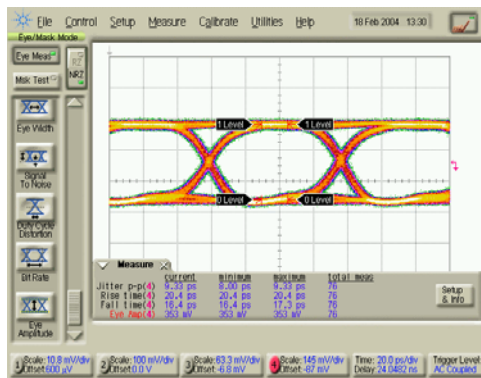 File Control Setup Measure Calibrate Utilities Help 18 Feb 2004 13:30
Eye/Mask Mode
Eye Meas
RZ
NRZ
Msk Test
Eye Width
Signal To Noise
Duty Cycle Distortion
Bit Rate
Eye Amplitude
1 Level 1 Level
0 Level 0 Level
Measure
current minimum maximum total meas
Jitter p-p(4) 9.33 ps 8.00 ps 9.33 ps 76
Rise time(4) 20.4 ps 20.4 ps 20.4 ps 76
Fall time(4) 16.4 ps 16.4 ps 17.3 ps 76
Eye Amp(4) 353 mV 353 mV 353 mV 76
Setup & Info
1 Scale: 10.8 mV/div Offset: 600 µV
2 Scale: 100 mV/div Offset: 0.0 V
3 Scale: 63.3 mV/div Offset: -6.8 mV
4 Scale: 145 mV/div Offset: -87 mV
Time: 20.0 ps/div Delay: 24.0482 ns
Trigger Level AC Coupled